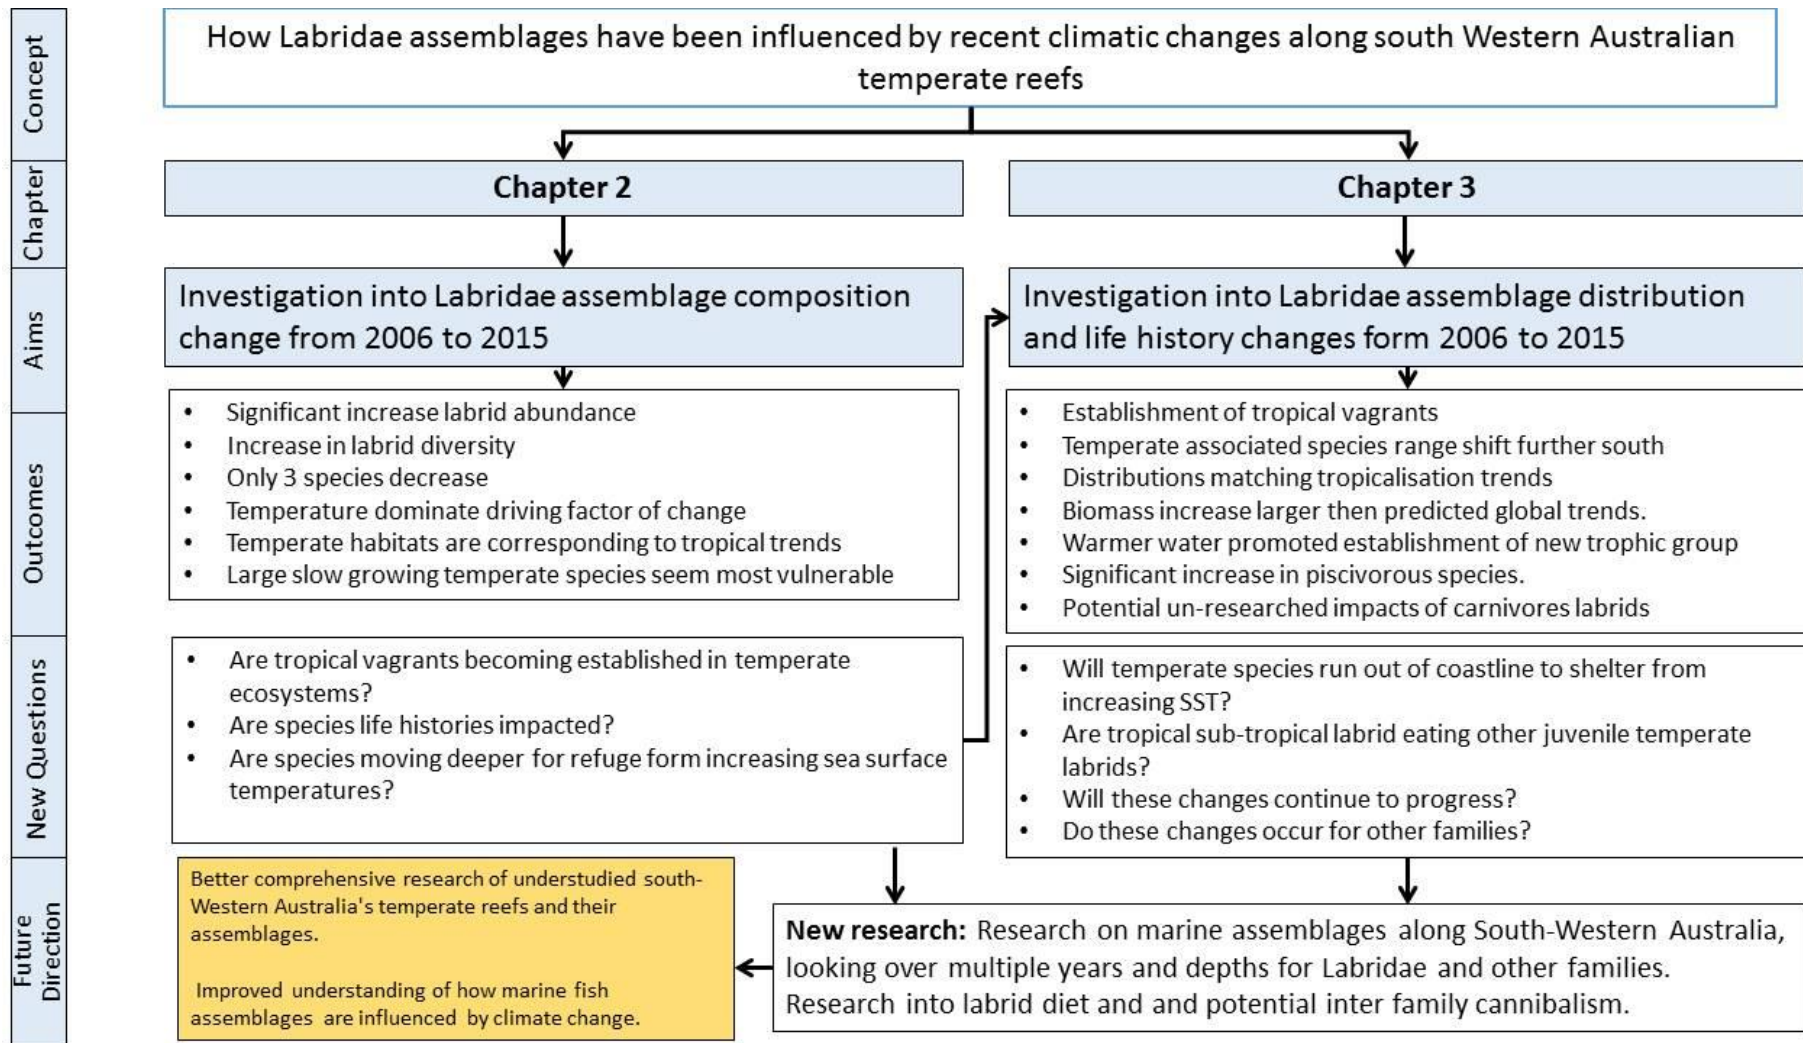 Concept
How Labridae assemblages have been influenced by recent climatic changes along south Western Australian
temperate reefs
Chapter
Chapter 2
Chapter 3
Aims
Investigation into Labridae assemblage composition
change from 2006 to 2015
Investigation into Labridae assemblage distribution
and life history changes form 2006 to 2015
Outcomes
• Significant increase labrid abundance
• Increase in labrid diversity
• Only 3 species decrease
• Temperature dominate driving factor of change
• Temperate habitats are corresponding to tropical trends
• Large slow growing temperate species seem most vulnerable
• Establishment of tropical vagrants
• Temperate associated species range shift further south
• Distributions matching tropicalisation trends
• Biomass increase larger then predicted global trends.
• Warmer water promoted establishment of new trophic group
• Significant increase in piscivorous species.
• Potential un-researched impacts of carnivores labrids
New Questions
• Are tropical vagrants becoming established in temperate
ecosystems?
• Are species life histories impacted?
• Are species moving deeper for refuge form increasing sea surface
temperatures?
• Will temperate species run out of coastline to shelter from
increasing SST?
• Are tropical sub-tropical labrid eating other juvenile temperate
labrids?
• Will these changes continue to progress?
• Do these changes occur for other families?
Future
Direction
Better comprehensive research of understudied south-
Western Australia's temperate reefs and their
assemblages.
Improved understanding of how marine fish
assemblages are influenced by climate change.
New research: Research on marine assemblages along South-Western Australia,
looking over multiple years and depths for Labridae and other families.
Research into labrid diet and and potential inter family cannibalism.